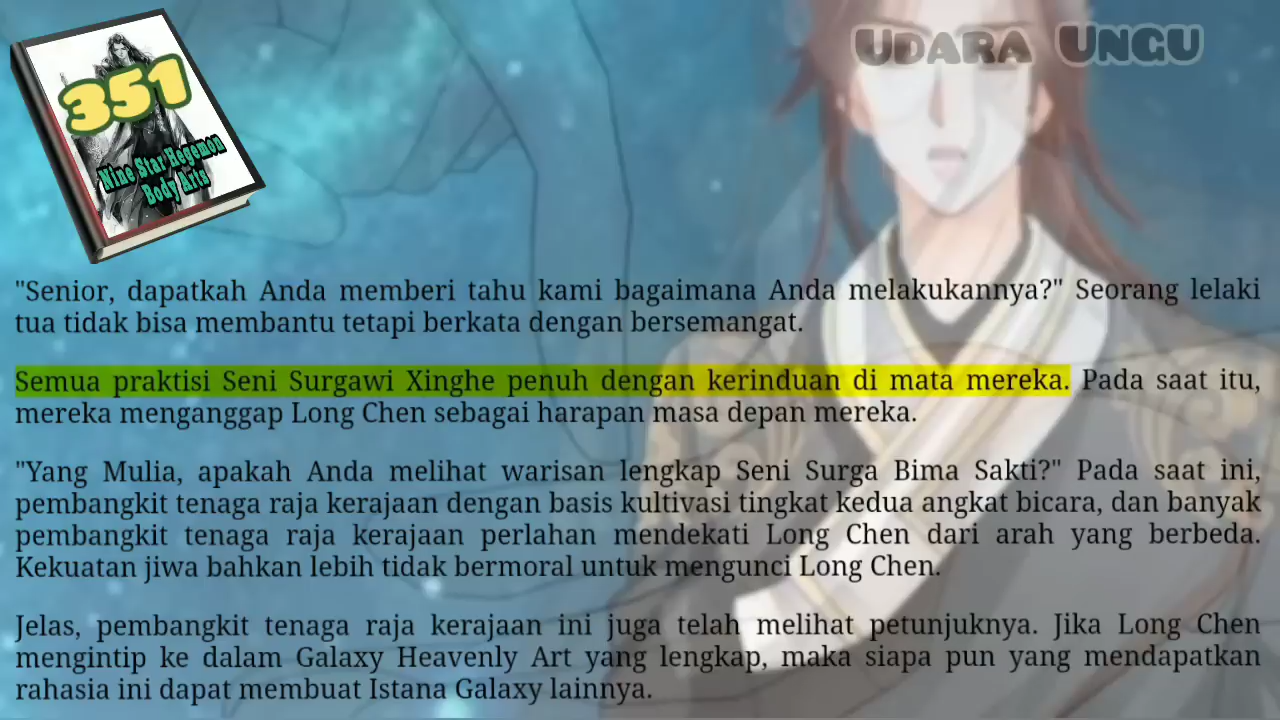 UDARA UNGU
351
Nine Star Hegemon
Body Arts
"Senior, dapatkah Anda memberi tahu kami bagaimana Anda melakukannya?" Seorang lelaki
tua tidak bisa membantu tetapi berkata dengan bersemangat.
Semua praktisi Seni Surgawi Xinghe penuh dengan kerinduan di mata mereka. Pada saat itu,
mereka menganggap Long Chen sebagai harapan masa depan mereka.
"Yang Mulia, apakah Anda melihat warisan lengkap Seni Surga Bima Sakti?" Pada saat ini,
pembangkit tenaga raja kerajaan dengan basis kultivasi tingkat kedua angkat bicara, dan banyak
pembangkit tenaga raja kerajaan perlahan mendekati Long Chen dari arah yang berbeda.
Kekuatan jiwa bahkan lebih tidak bermoral untuk mengunci Long Chen.
Jelas, pembangkit tenaga raja kerajaan ini juga telah melihat petunjuknya. Jika Long Chen
mengintip ke dalam Galaxy Heavenly Art yang lengkap, maka siapa pun yang mendapatkan
rahasia ini dapat membuat Istana Galaxy lainnya.